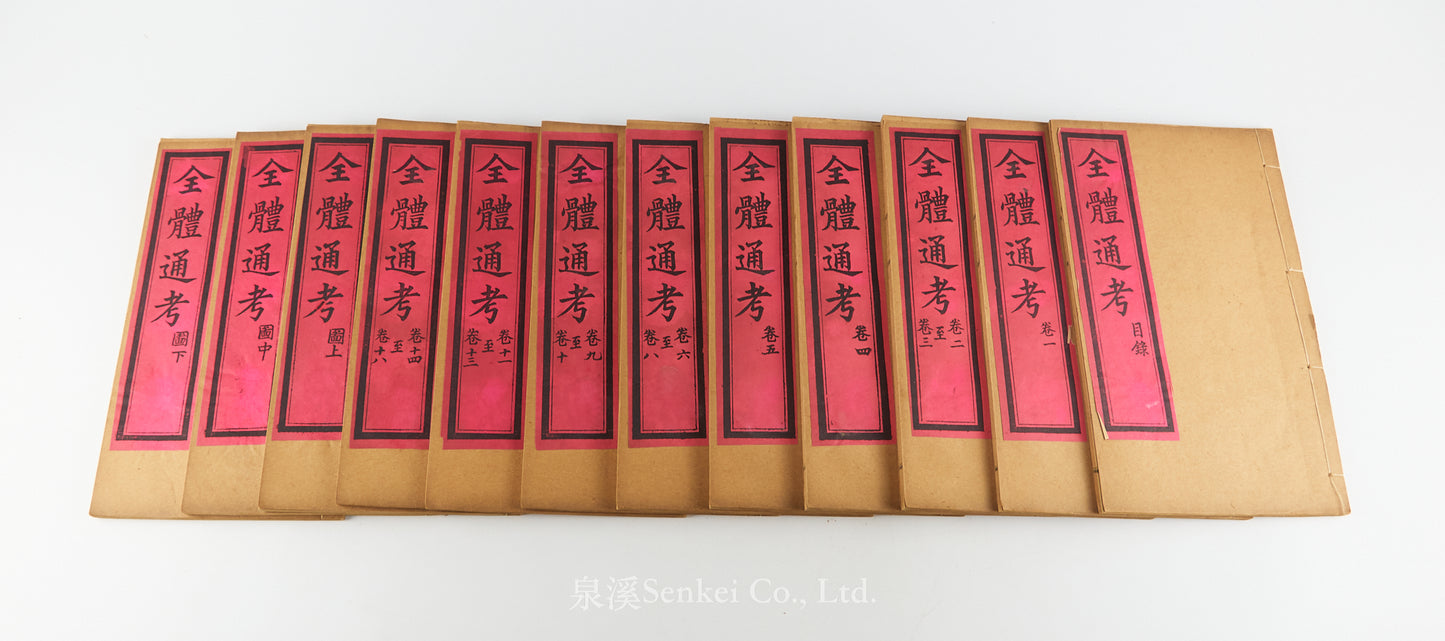 全體通考
目錄
全體通考
卷一
全體通考
卷二
至
卷三
全體通考
卷四
全體通考
卷五
全體通考
卷六
至
卷八
全體通考
卷九
至
卷十
全體通考
卷十一
至
卷十三
全體通考
卷十四
至
卷十八
全體通考
圖上
全體通考
圖中
全體通考
圖下
泉溪Senkei Co., Ltd.